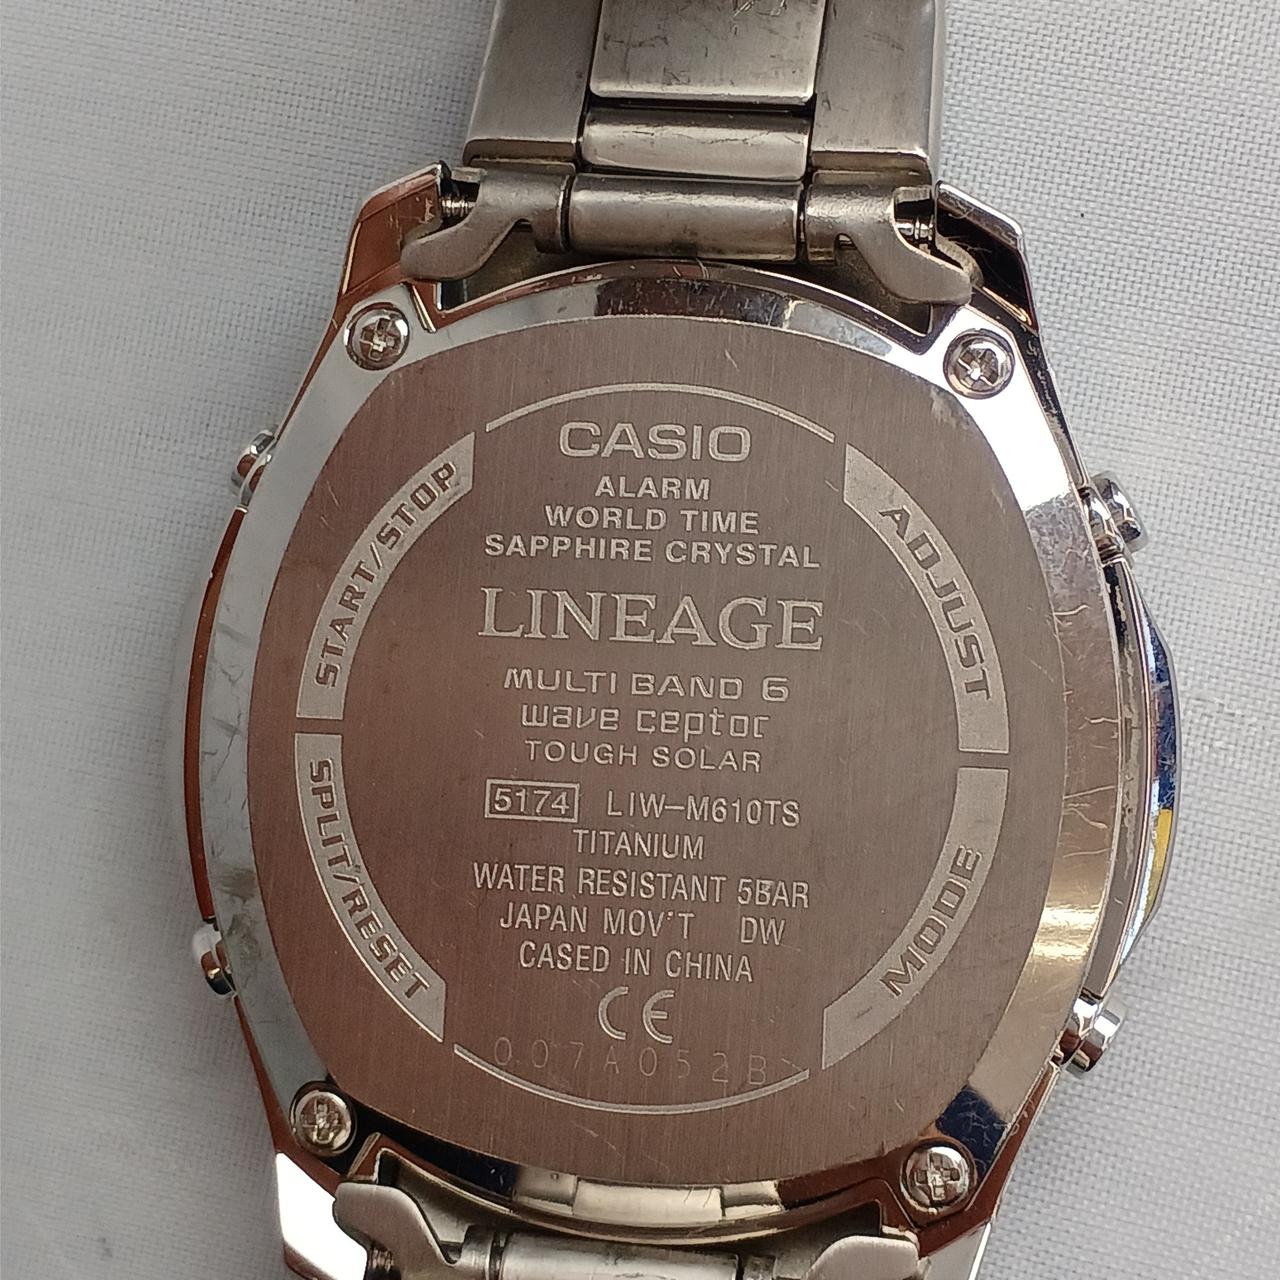 CASIO
ALARM
WORLD TIME
SAPPHIRE CRYSTAL
LINEAGE
MULTI BAND 6
wave ceptor
TOUGH SOLAR
5174 LIW-M610TS
TITANIUM
WATER RESISTANT 5BAR
JAPAN MOV'T DW
CASED IN CHINA
CE
007A052B
START/STOP
ADJUST
SPLIT/RESET
MODE